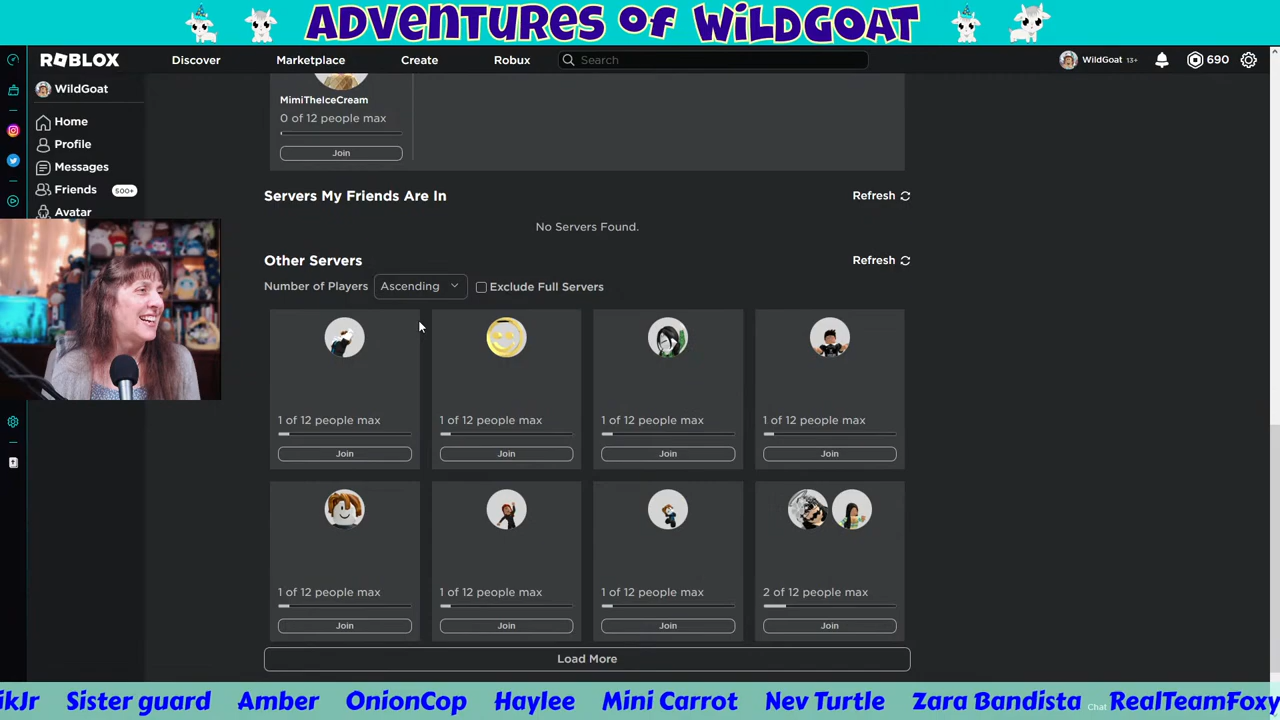 ADVENTURES OF WILDGOAT
ROBLOX Discover Marketplace Create Robux Search WildGoat 13+ 690
WildGoat
Home
Profile
Messages
Friends 500+
Avatar
MimiTheIceCream
0 of 12 people max
Join
Servers My Friends Are In Refresh
No Servers Found.
Other Servers Refresh
Number of Players Ascending Exclude Full Servers
1 of 12 people max 1 of 12 people max 1 of 12 people max 1 of 12 people max
Join Join Join Join
1 of 12 people max 1 of 12 people max 1 of 12 people max 2 of 12 people max
Join Join Join Join
Load More
ikJr Sister guard Amber OnionCop Haylee Mini Carrot Nev Turtle Zara Bandista Chat RealTeamFoxy